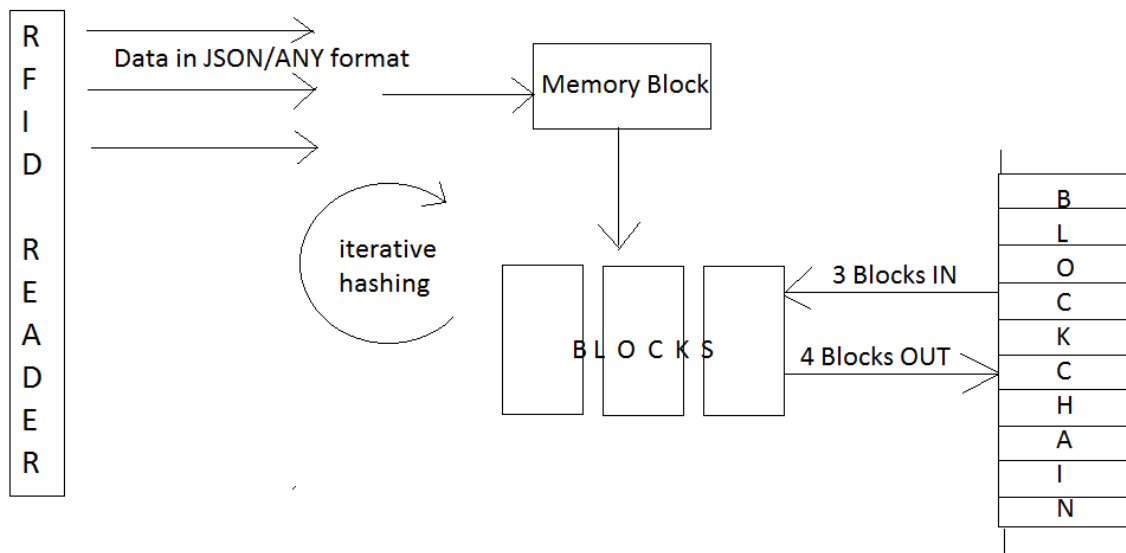 RFID READER
Data in JSON/ANY format
Memory Block
iterative
hashing
BLOCKS
3 Blocks IN
4 Blocks OUT
BLOCKCHAIN